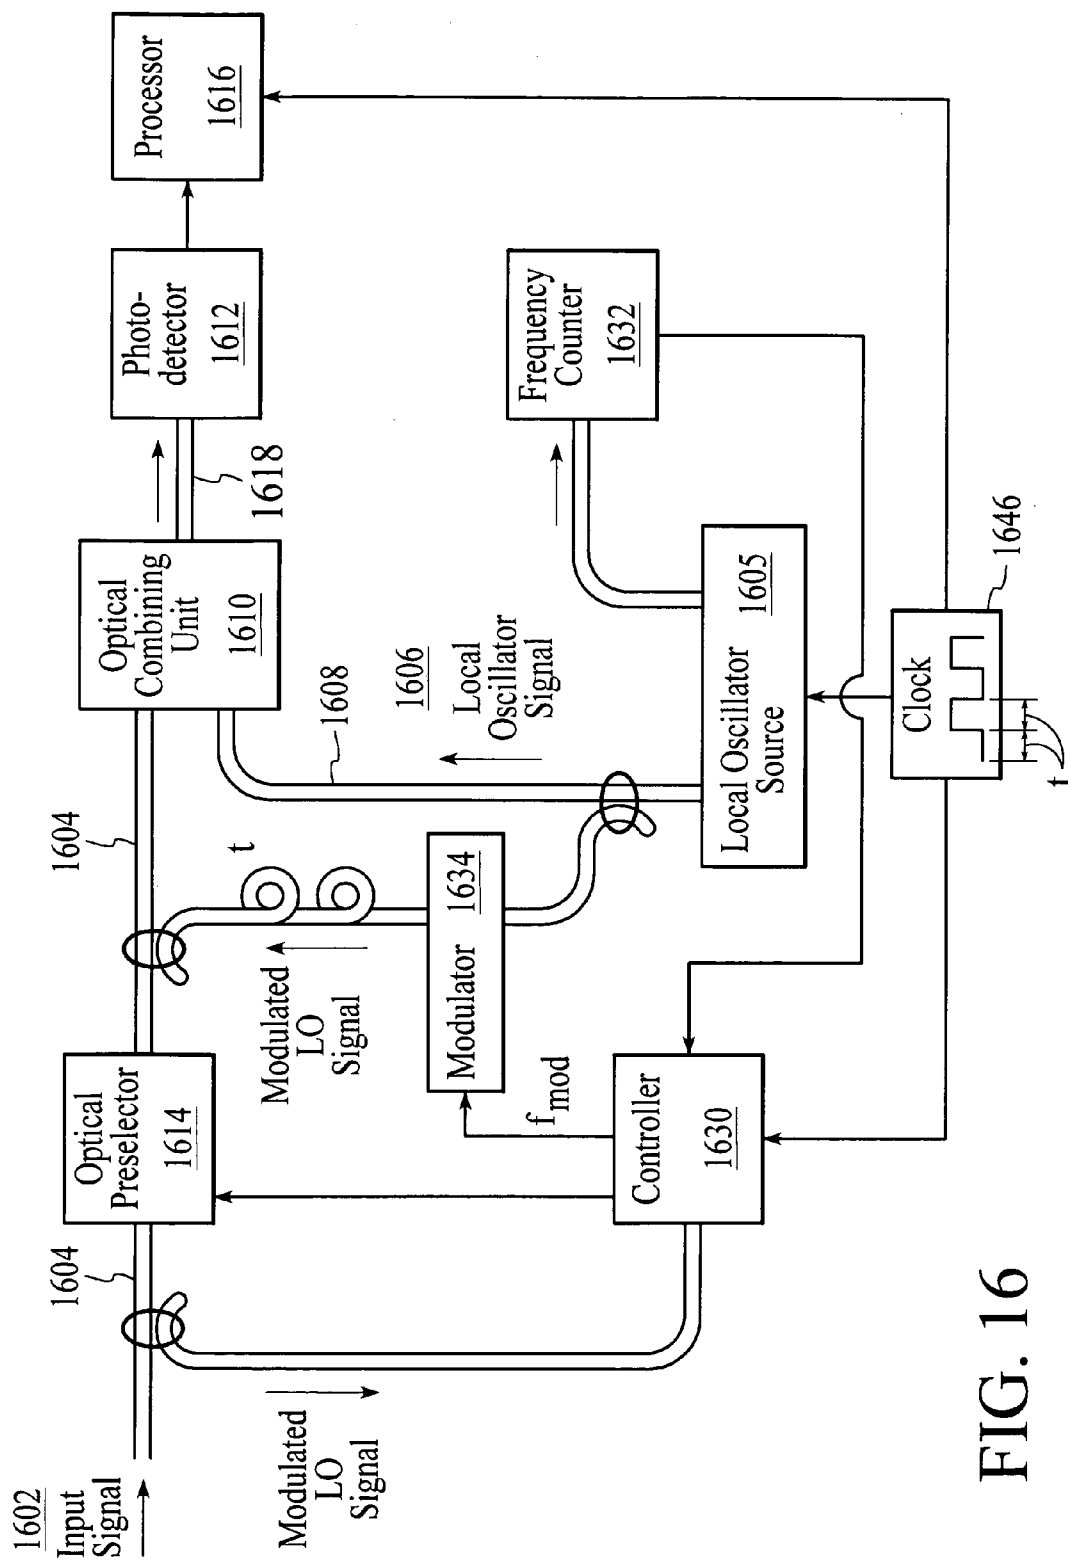 1602
Input
Signal
1604
Optical
Preselector
1614
1604
Optical
Combining
Unit
1610
1618
Photo-
detector
1612
Processor
1616
Modulated
LO
Signal
Modulated
LO
Signal
t
1608
1606
Local
Oscillator
Signal
Modulator
1634
f mod
Controller
1630
Local Oscillator
Source
1605
Frequency
Counter
1632
Clock
1646
t
FIG. 16